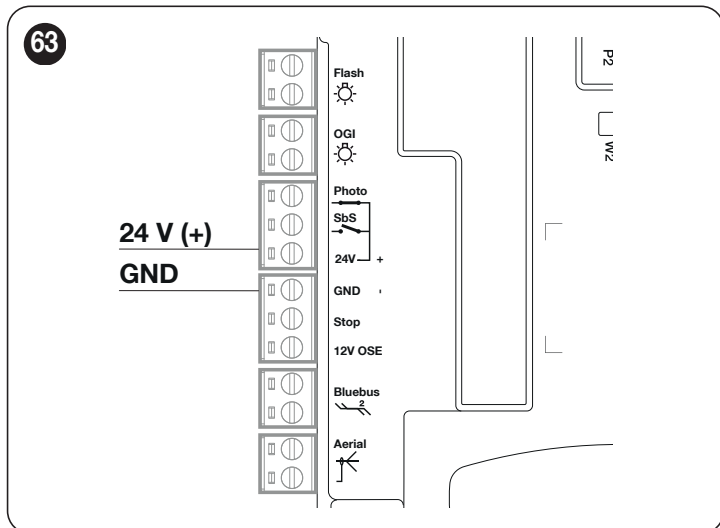 63
P2
W2
Flash
OGI
Photo
SbS
24V +
GND -
Stop
12V OSE
Bluebus
2
Aerial
24 V (+)
GND